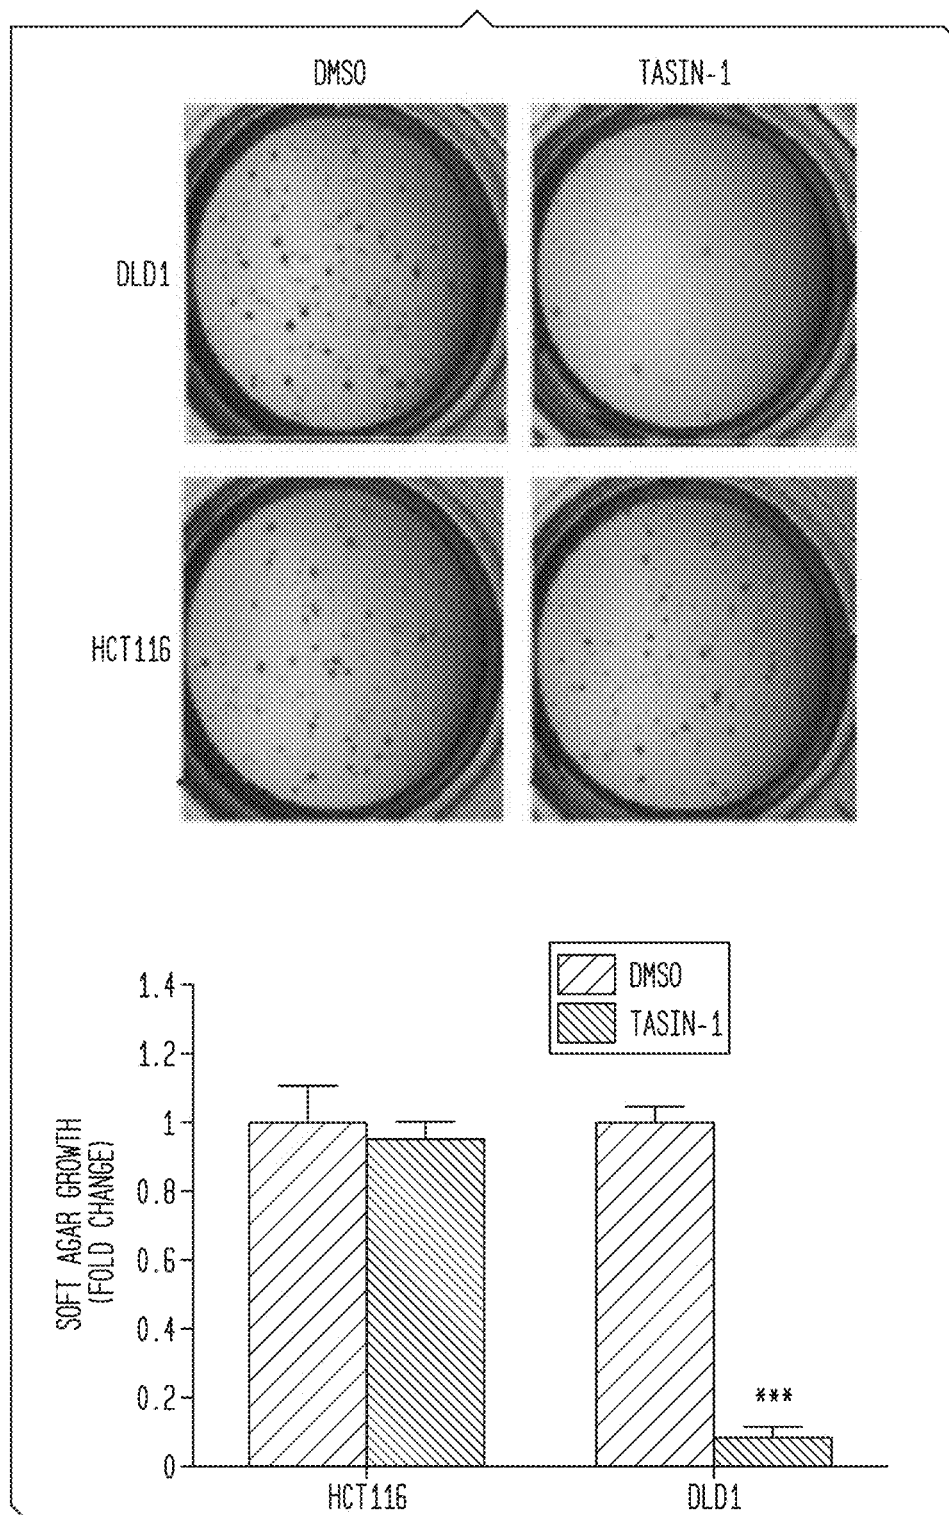 DMSO
TASIN-1
DLD1
HCT116
DMSO
TASIN-1
1.4
1.2
1
0.8
0.6
0.4
0.2
0
SOFT AGAR GROWTH
(FOLD CHANGE)
***
HCT116
DLD1